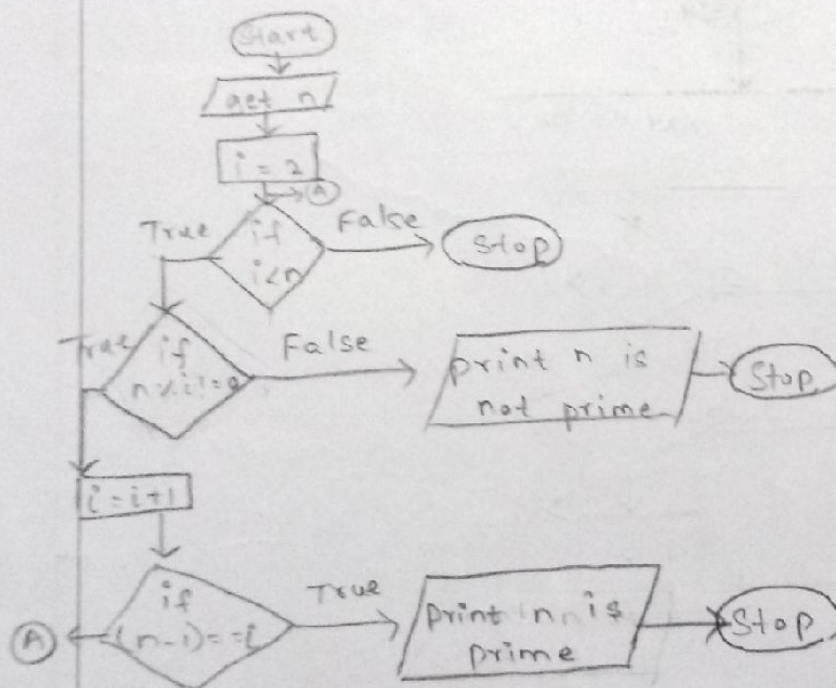 Start
get n
i = 2
A
True
if
i<n
False
Stop
True
if
n%i!=0
False
print n is
not prime
Stop
i = i+1
A
if
(n-1)==i
True
print n is
prime
Stop